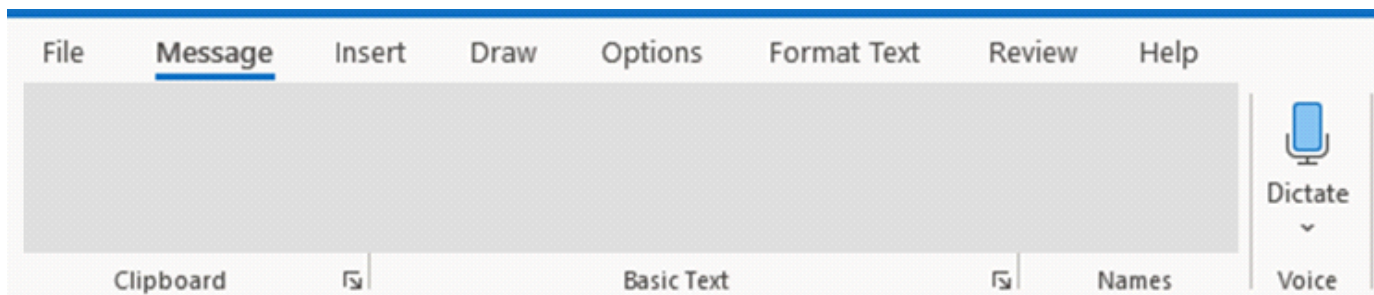 File Message Insert Draw Options Format Text Review Help
Dictate
Clipboard Basic Text Names Voice